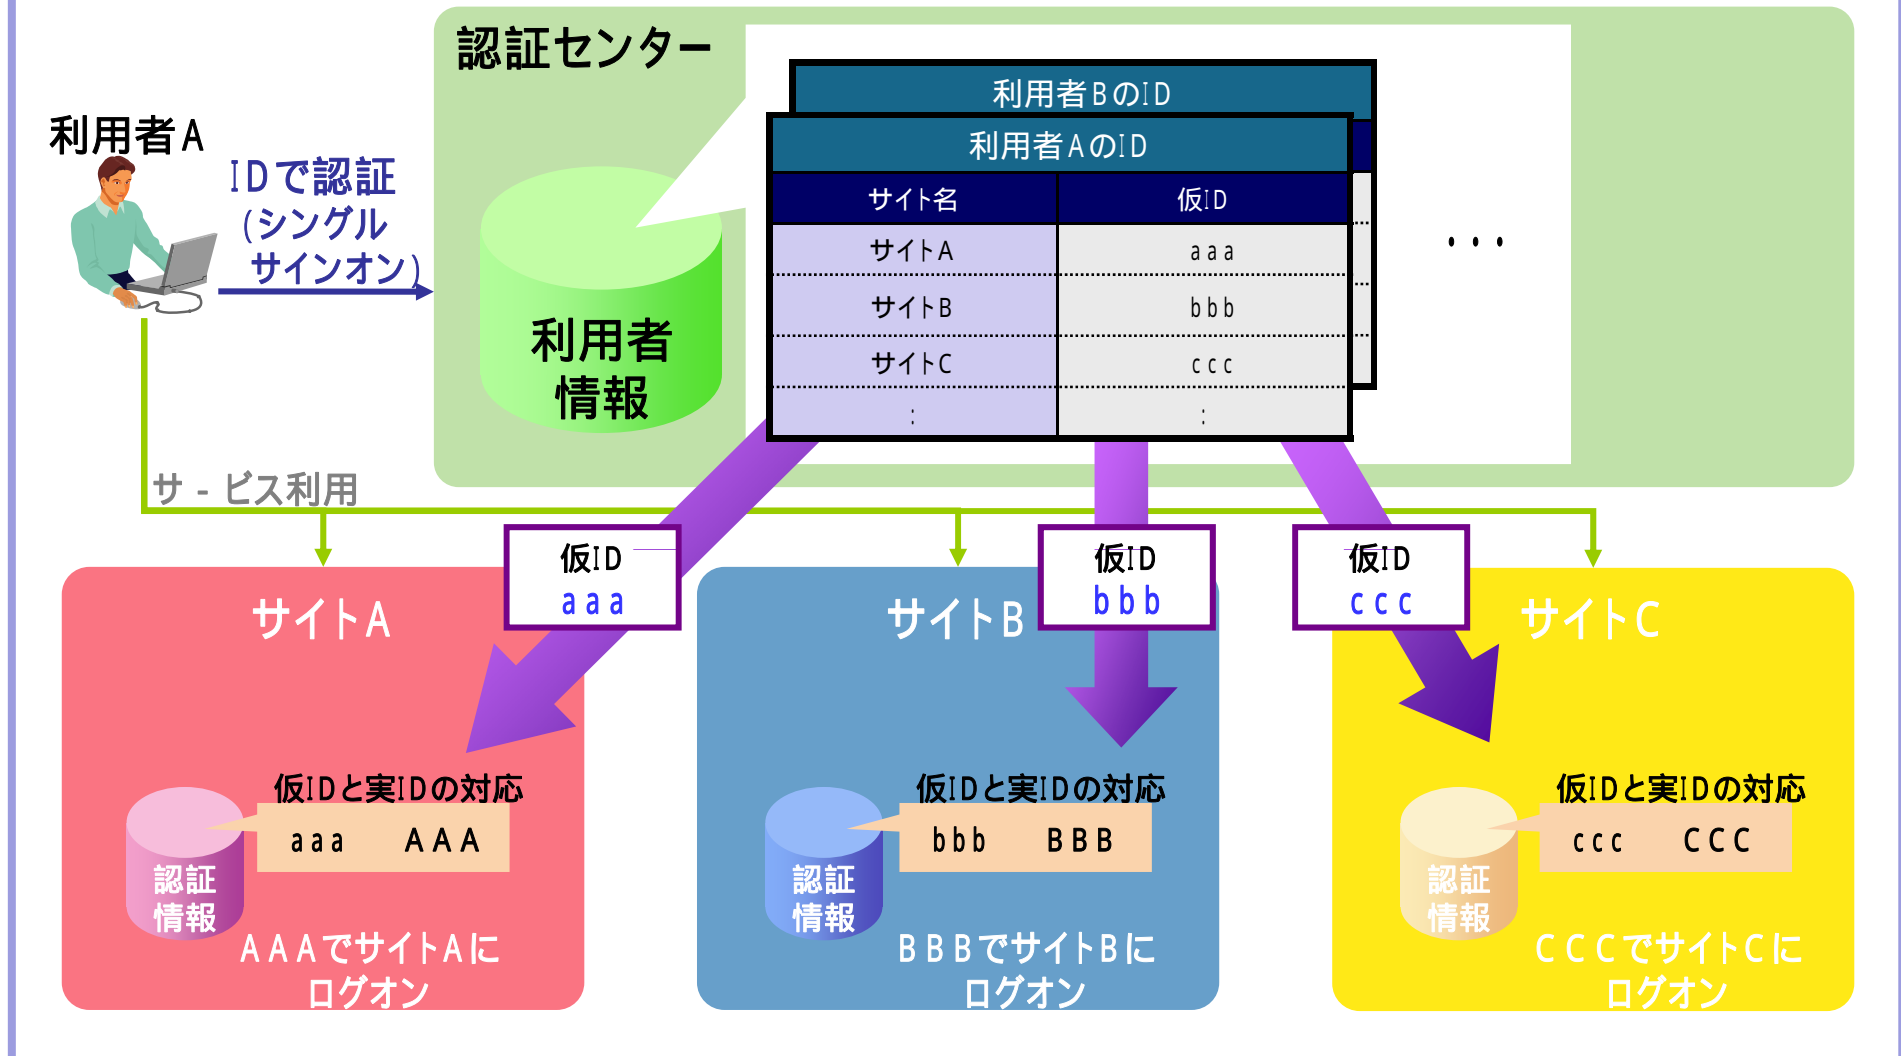 認証センター
利用者A
IDで認証
(シングル
サインオン)
利用者
情報
利用者BのID
利用者AのID
サイト名 仮ID
サイトA aaa
サイトB bbb
サイトC ccc
: :
・・・
サ-ビス利用
仮ID
aaa
仮ID
bbb
仮ID
ccc
サイトA
仮IDと実IDの対応
aaa AAA
認証
情報
AAAでサイトAに
ログオン
サイトB
仮IDと実IDの対応
bbb BBB
認証
情報
BBBでサイトBに
ログオン
サイトC
仮IDと実IDの対応
ccc CCC
認証
情報
CCCでサイトCに
ログオン